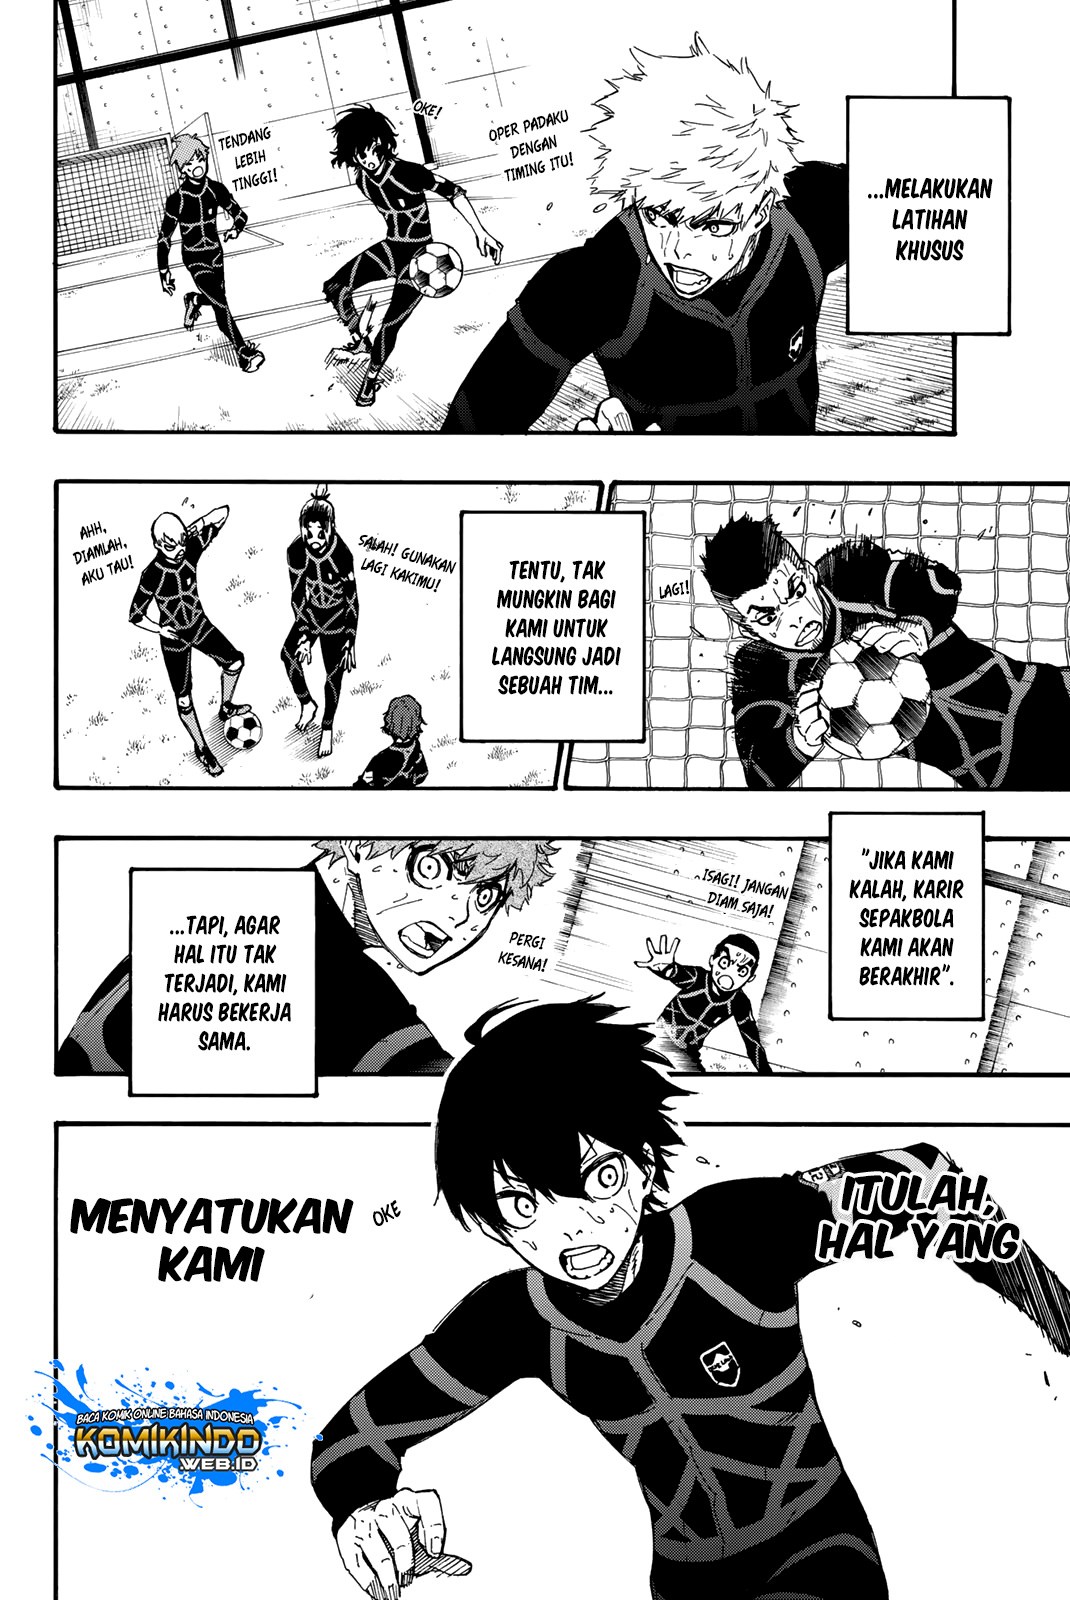 ...MELAKUKAN
LATIHAN
KHUSUS
OPER PADAKU
DENGAN
TIMING ITU!
OKE!
TENDANG
LEBIH
TINGGI!
LAGI!
TENTU, TAK
MUNGKIN BAGI
KAMI UNTUK
LANGSUNG JADI
SEBUAH TIM...
SALAH! GUNAKAN
LAGI KAKIMU!
AHH,
DIAMLAH,
AKU TAU!
"JIKA KAMI
KALAH, KARIR
SEPAKBOLA
KAMI AKAN
BERAKHIR".
ISAGI! JANGAN
DIAM SAJA!
PERGI
KESANA!
...TAPI, AGAR
HAL ITU TAK
TERJADI, KAMI
HARUS BEKERJA
SAMA.
ITULAH,
HAL YANG
OKE
MENYATUKAN
KAMI
BACA KOMIK ONLINE BAHASA INDONESIA
KOMIKINDO
WEB.ID